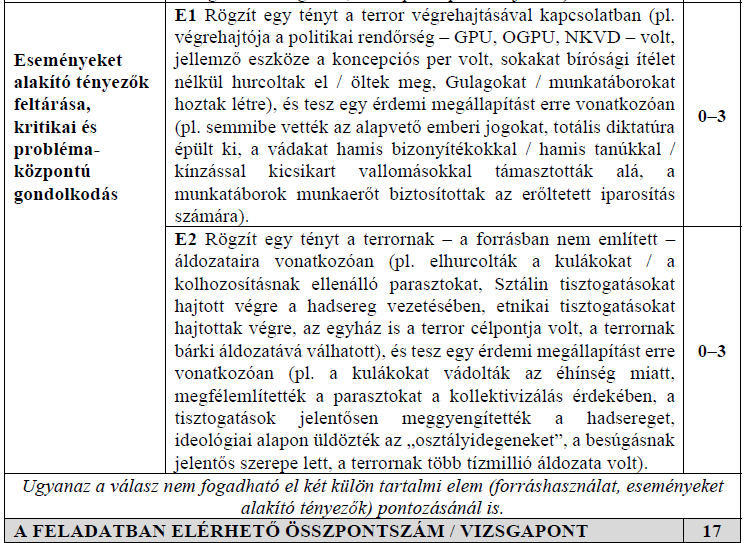 E1 Rögzít egy tényt a terror végrehajtásával kapcsolatban (pl.
végrehajtója a politikai rendőrség – GPU, OGPU, NKVD – volt,
jellemző eszköze a koncepciós per volt, sokakat bírósági ítélet
nélkül hurcoltak el / öltek meg, Gulagokat / munkatáborokat
hoztak létre), és tesz egy érdemi megállapítást erre vonatkozóan
(pl. semmibe vették az alapvető emberi jogokat, totális diktatúra
épült ki, a vádakat hamis bizonyítékokkal / hamis tanúkkal /
kínzással kicsikart vallomásokkal támasztották alá, a
munkatáborok munkaerőt biztosítottak az erőltetett iparosítás
számára).
0–3
Eseményeket
alakító tényezők
feltárása,
kritikai és
probléma-
központú
gondolkodás
E2 Rögzít egy tényt a terrornak – a forrásban nem említett –
áldozataira vonatkozóan (pl. elhurcolták a kulákokat / a
kolhozosításnak ellenálló parasztokat, Sztálin tisztogatásokat
hajtott végre a hadsereg vezetésében, etnikai tisztogatásokat
hajtottak végre, az egyház is a terror célpontja volt, a terrornak
bárki áldozatává válhatott), és tesz egy érdemi megállapítást erre
vonatkozóan (pl. a kulákokat vádolták az éhínség miatt,
megfélemlítették a parasztokat a kollektivizálás érdekében, a
tisztogatások jelentősen meggyengítették a hadsereget,
ideológiai alapon üldözték az „osztályidegeneket”, a besúgásnak
jelentős szerepe lett, a terrornak több tízmillió áldozata volt).
0–3
Ugyanaz a válasz nem fogadható el két külön tartalmi elem (forráshasználat, eseményeket
alakító tényezők) pontozásánál is.
A FELADATBAN ELÉRHETŐ ÖSSZPONTSZÁM / VIZSGAPONT 17